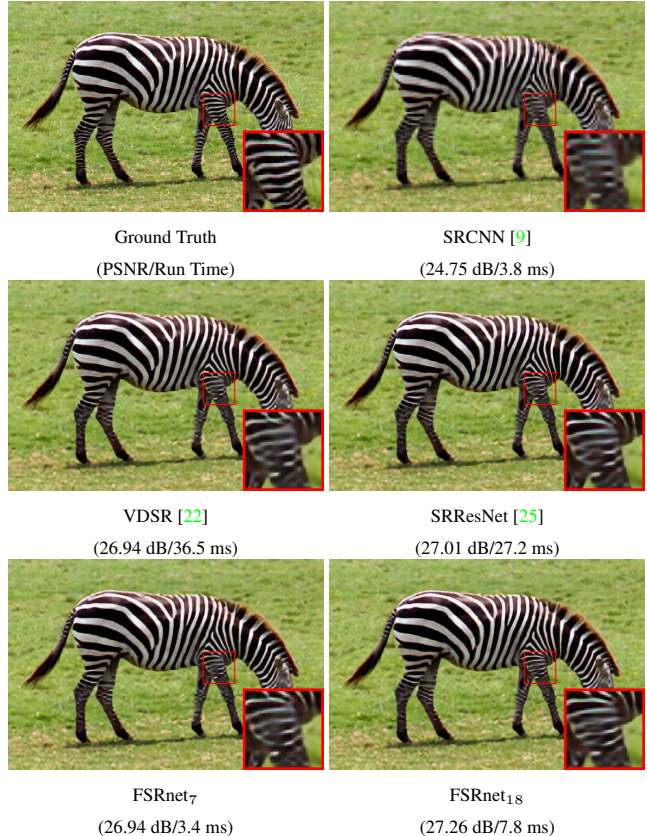 Ground Truth
(PSNR/Run Time)
SRCNN [9]
(24.75 dB/3.8 ms)
VDSR [22]
(26.94 dB/36.5 ms)
SRResNet [25]
(27.01 dB/27.2 ms)
FSRnet₇
(26.94 dB/3.4 ms)
FSRnet₁₈
(27.26 dB/7.8 ms)